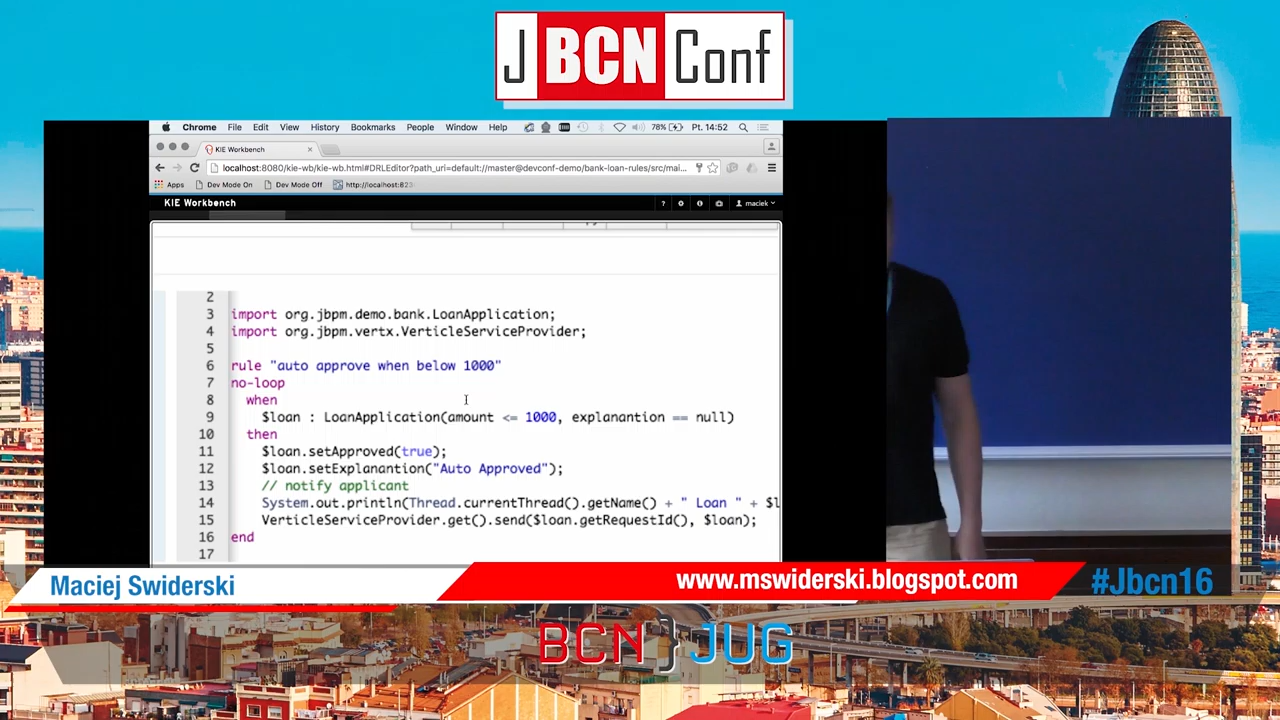 J BCN Conf
Chrome File Edit View History Bookmarks People Window Help 78% Pt. 14:52
KIE Workbench
localhost:8080/kie-wb/kie-wb.html#DRLEditor?path_uri=default://master@devconf-demo/bank-loan-rules/src/mai...
Apps Dev Mode On Dev Mode Off http://localhost:823
KIE Workbench maciek
2
3 import org.jbpm.demo.bank.LoanApplication;
4 import org.jbpm.vertx.VerticleServiceProvider;
5
6 rule "auto approve when below 1000"
7 no-loop
8 when
9 $loan : LoanApplication(amount <= 1000, explanantion == null)
10 then
11 $loan.setApproved(true);
12 $loan.setExplanantion("Auto Approved");
13 // notify applicant
14 System.out.println(Thread.currentThread().getName() + " Loan " + $l
15 VerticleServiceProvider.get().send($loan.getRequestId(), $loan);
16 end
17
Maciej Swiderski
www.mswiderski.blogspot.com
#Jbcn16
BCN JUG